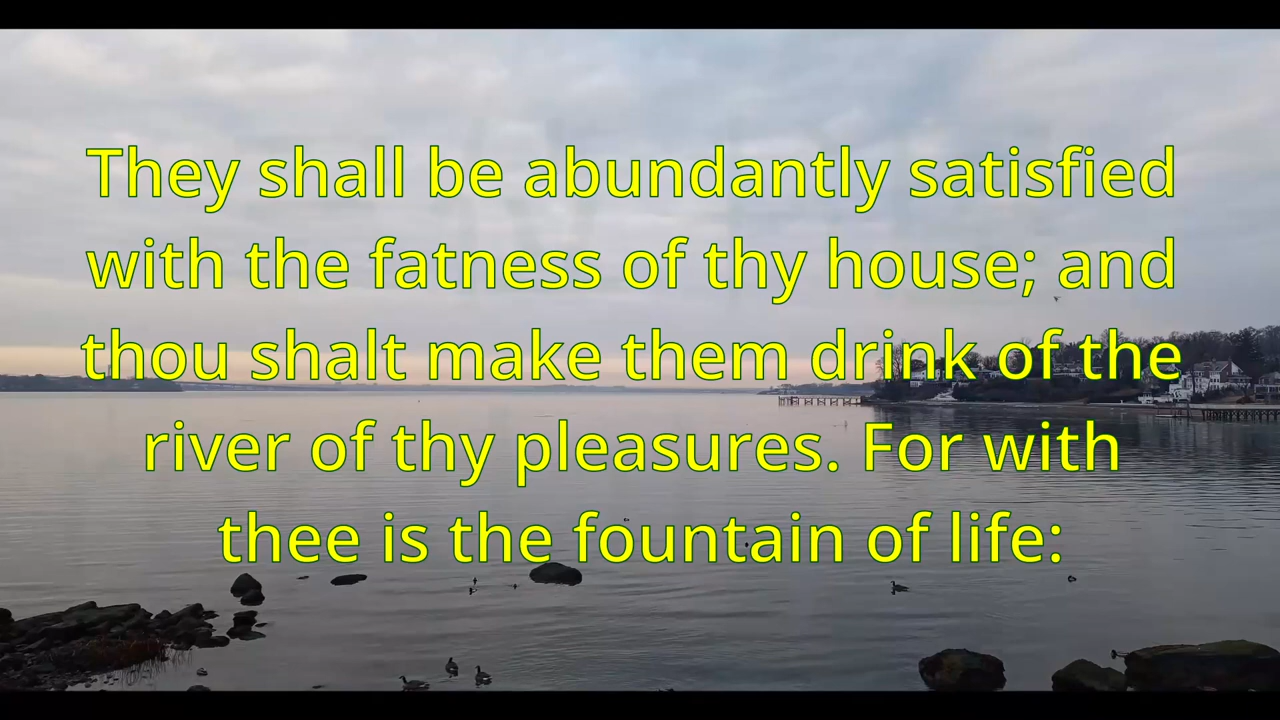 They shall be abundantly satisfied
with the fatness of thy house; and
thou shalt make them drink of the
river of thy pleasures. For with
thee is the fountain of life: